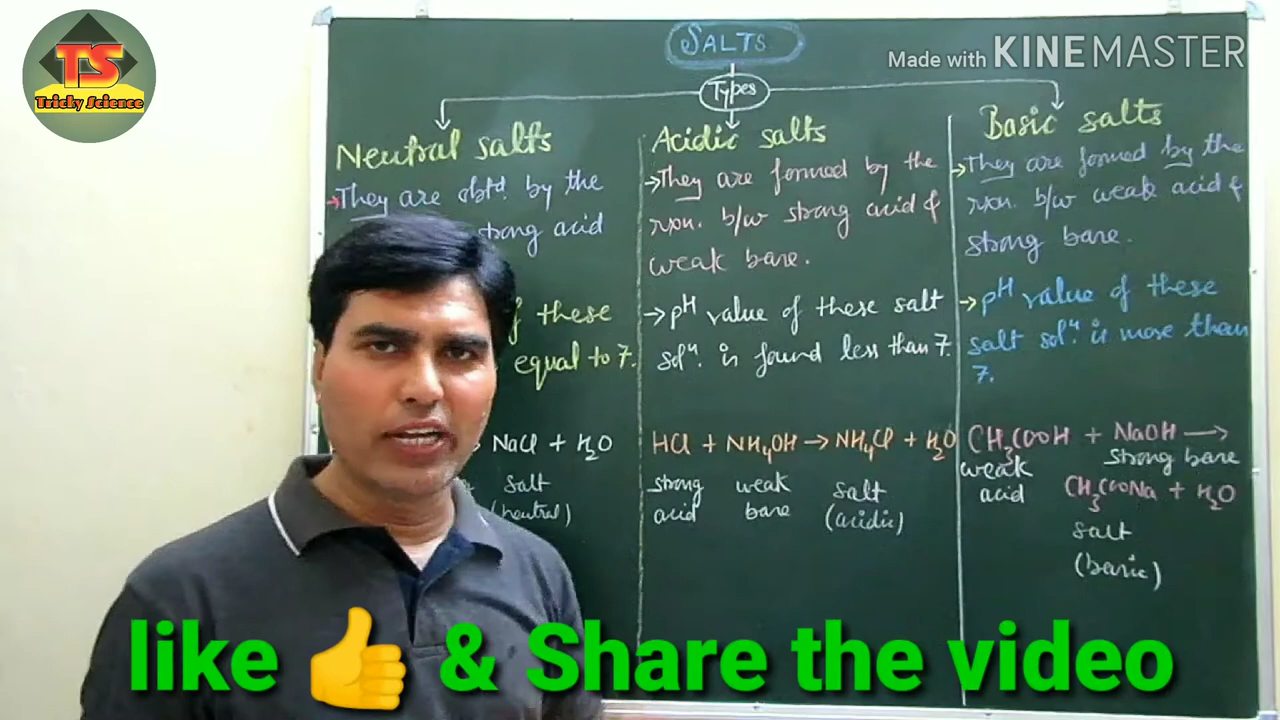 TS
Tricky Science
Made with KINEMASTER
SALTS
Types
Neutral salts
→They are obtd by the
strong acid
these
equal to 7.
NaCl + H2O
salt
(neutral)
Acidic salts
→They are formed by the
rxn. b/w strong acid &
weak base.
→pH value of these salt
soln. is found less than 7.
HCl + NH4OH → NH4Cl + H2O
strong weak salt
acid base (acidic)
Basic salts
→They are formed by the
rxn. b/w weak acid &
strong base.
→pH value of these
salt soln. is more than
7.
CH3COOH + NaOH →
weak strong base
acid CH3COONa + H2O
salt
(basic)
like 👍 & Share the video